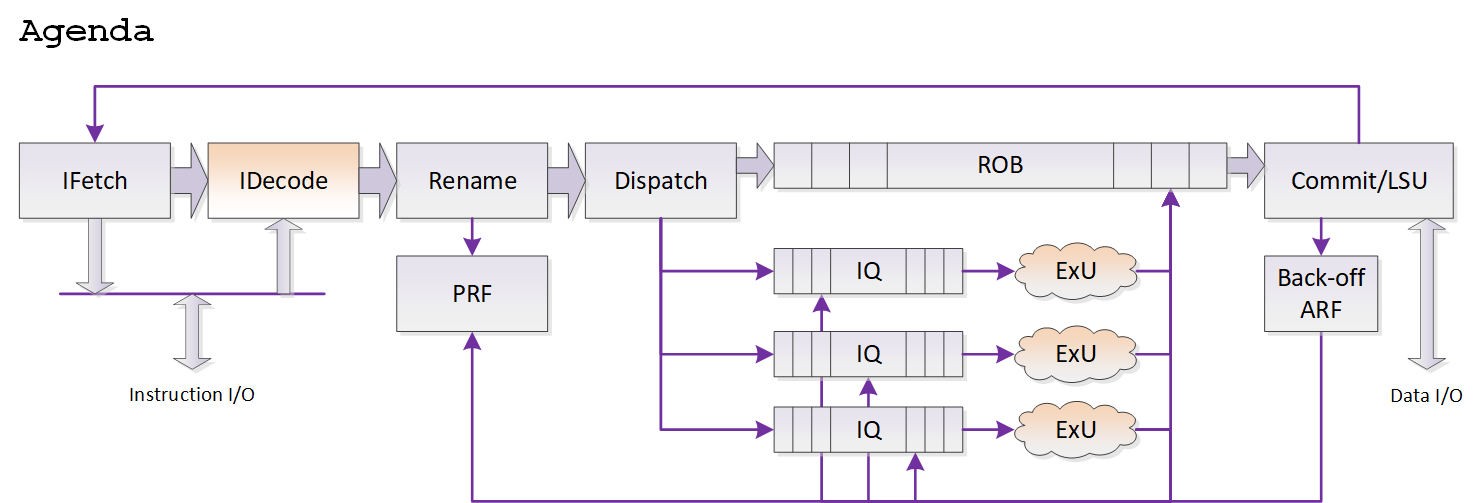 Agenda
IFetch
IDecode
Rename
Dispatch
ROB
Commit/LSU
PRF
IQ
ExU
Back-off
ARF
IQ
ExU
Instruction I/O
Data I/O
IQ
ExU